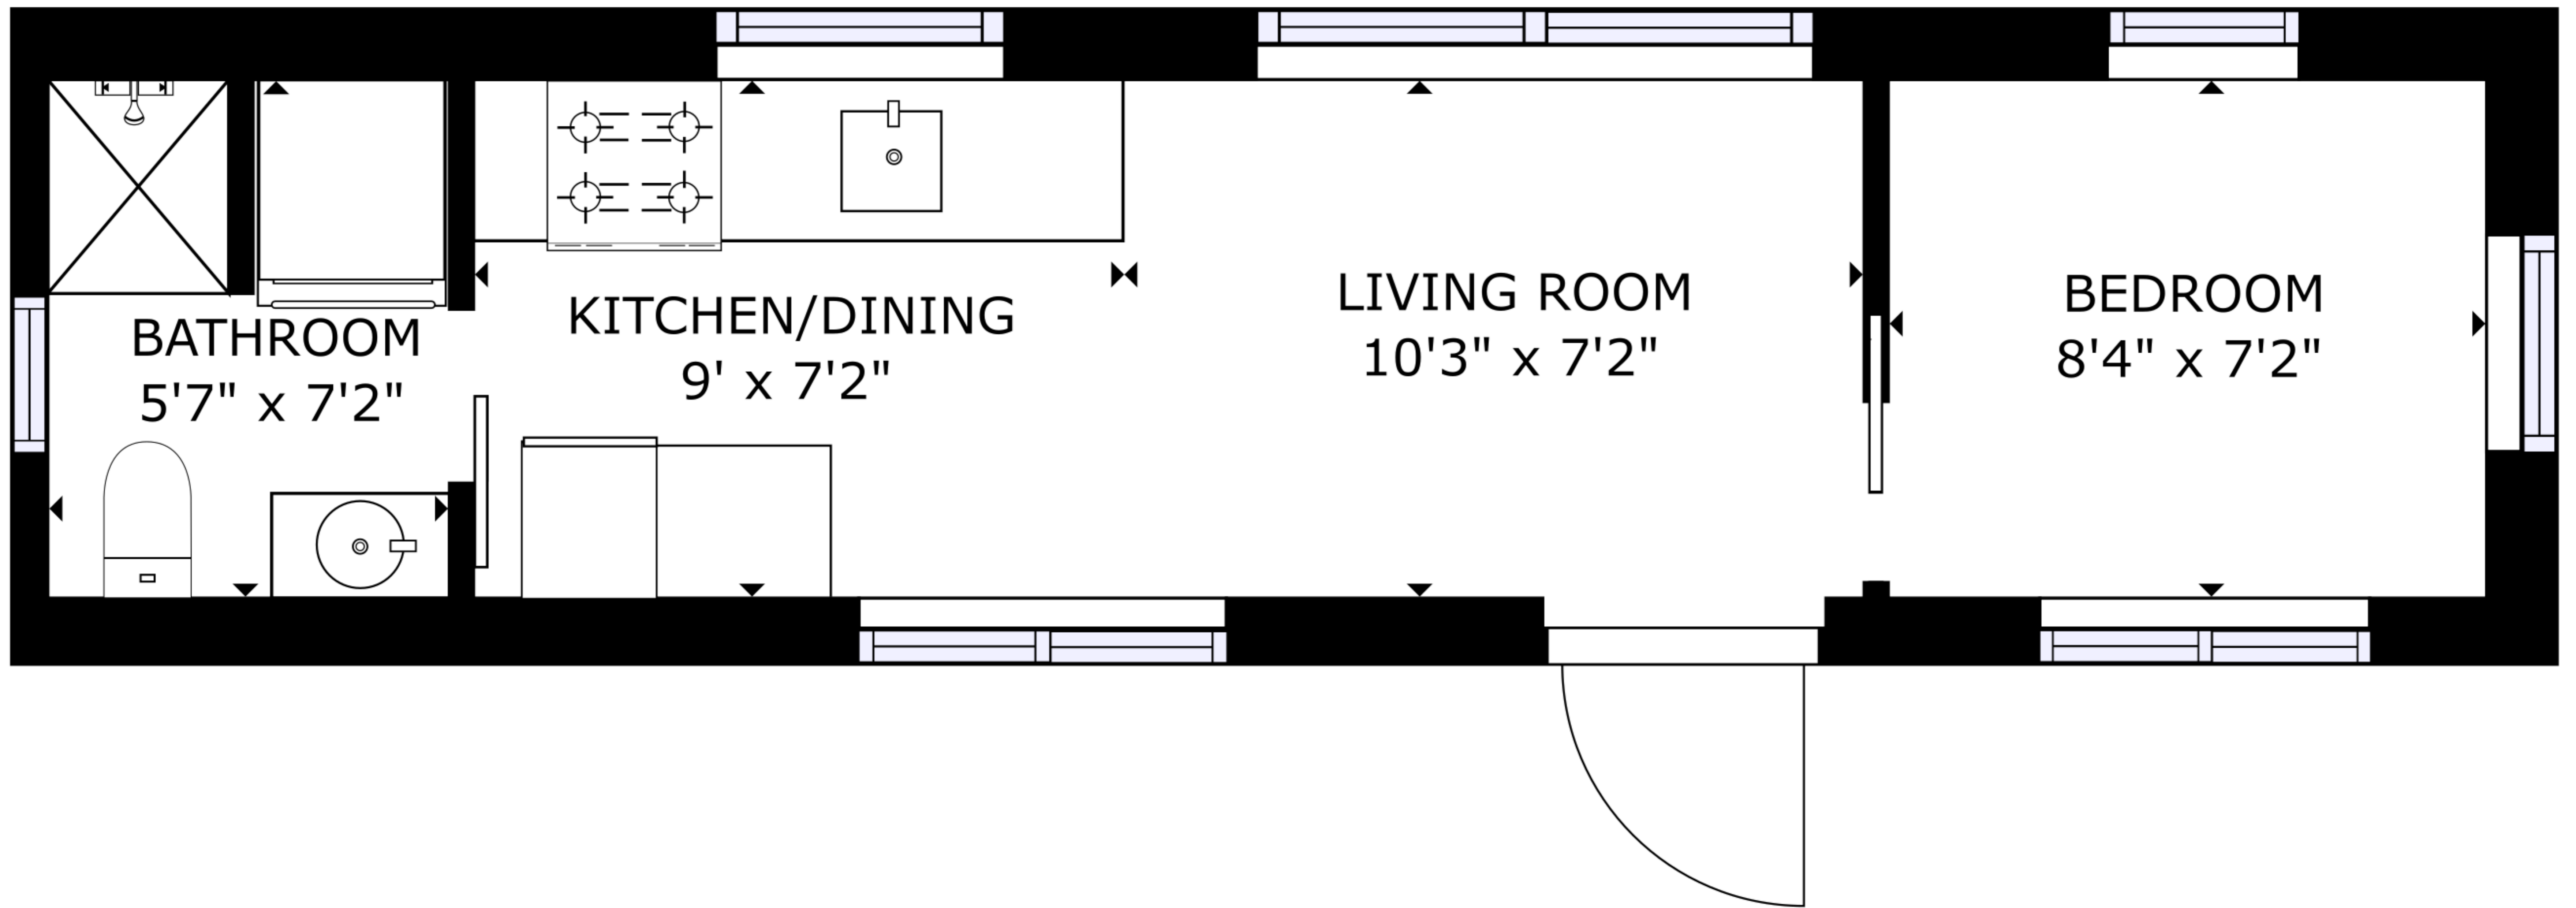 BATHROOM
5'7" x 7'2"
KITCHEN/DINING
9' x 7'2"
LIVING ROOM
10'3" x 7'2"
BEDROOM
8'4" x 7'2"